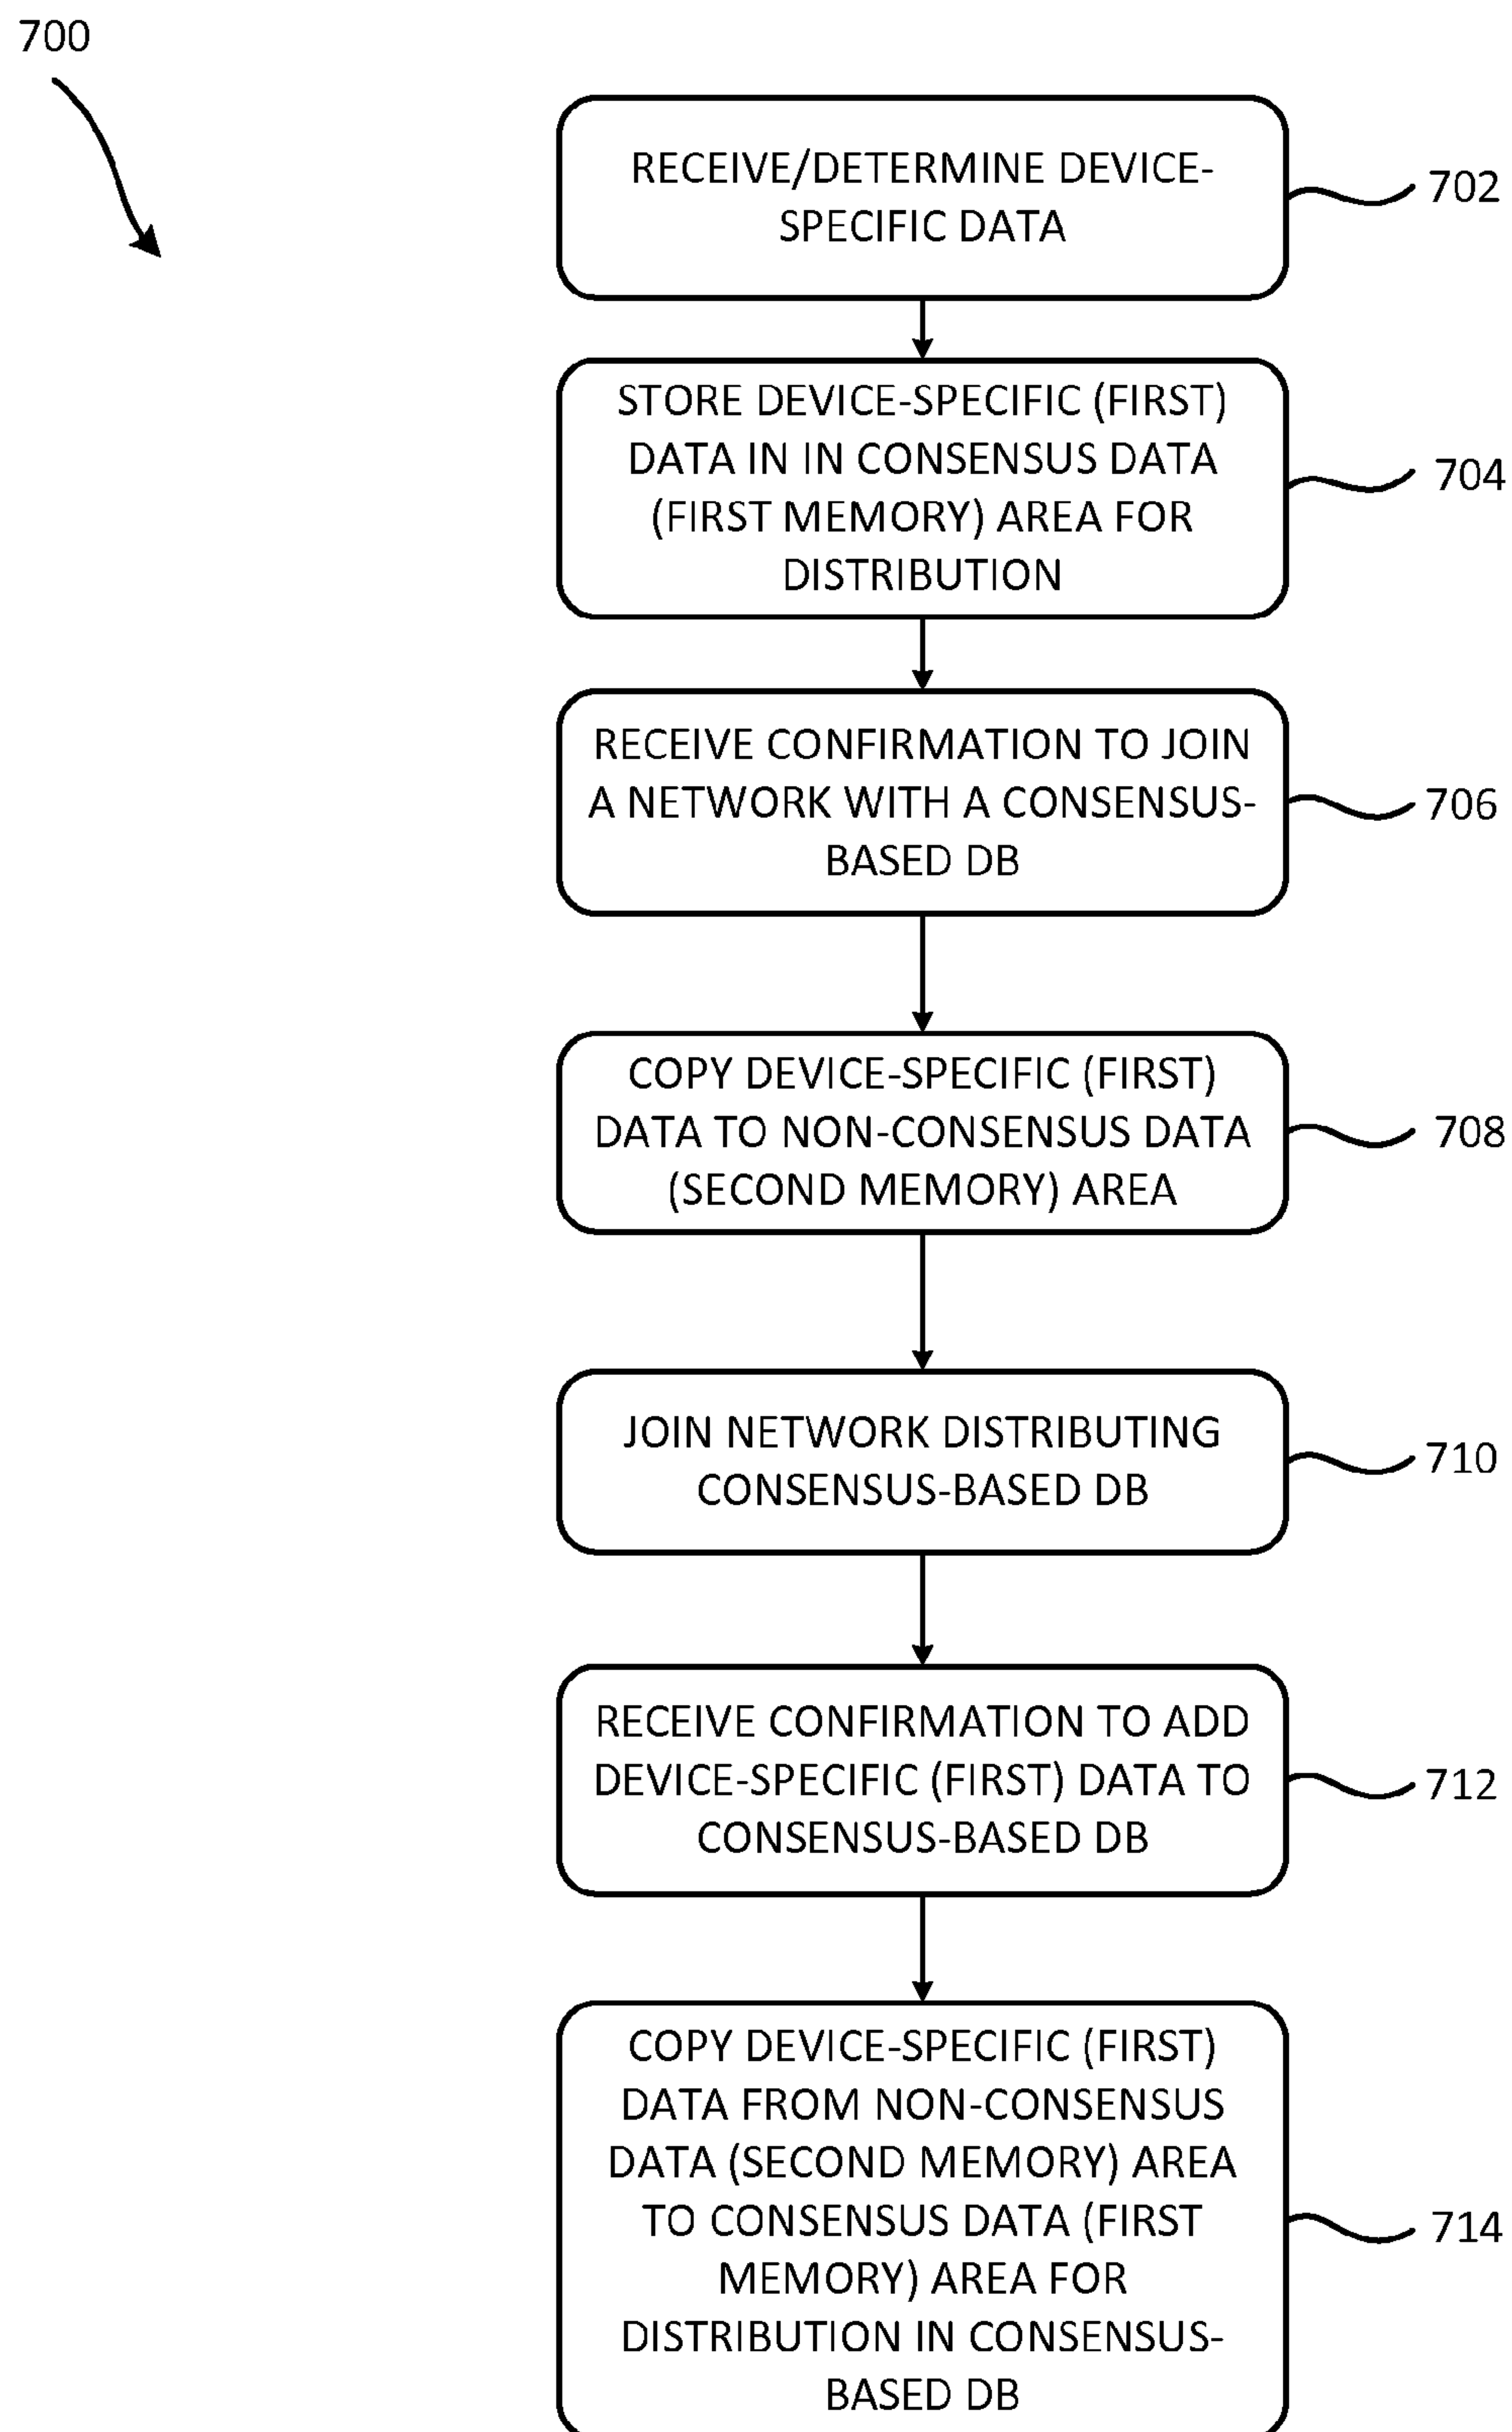 700
RECEIVE/DETERMINE DEVICE-
SPECIFIC DATA
702
STORE DEVICE-SPECIFIC (FIRST)
DATA IN IN CONSENSUS DATA
(FIRST MEMORY) AREA FOR
DISTRIBUTION
704
RECEIVE CONFIRMATION TO JOIN
A NETWORK WITH A CONSENSUS-
BASED DB
706
COPY DEVICE-SPECIFIC (FIRST)
DATA TO NON-CONSENSUS DATA
(SECOND MEMORY) AREA
708
JOIN NETWORK DISTRIBUTING
CONSENSUS-BASED DB
710
RECEIVE CONFIRMATION TO ADD
DEVICE-SPECIFIC (FIRST) DATA TO
CONSENSUS-BASED DB
712
COPY DEVICE-SPECIFIC (FIRST)
DATA FROM NON-CONSENSUS
DATA (SECOND MEMORY) AREA
TO CONSENSUS DATA (FIRST
MEMORY) AREA FOR
DISTRIBUTION IN CONSENSUS-
BASED DB
714